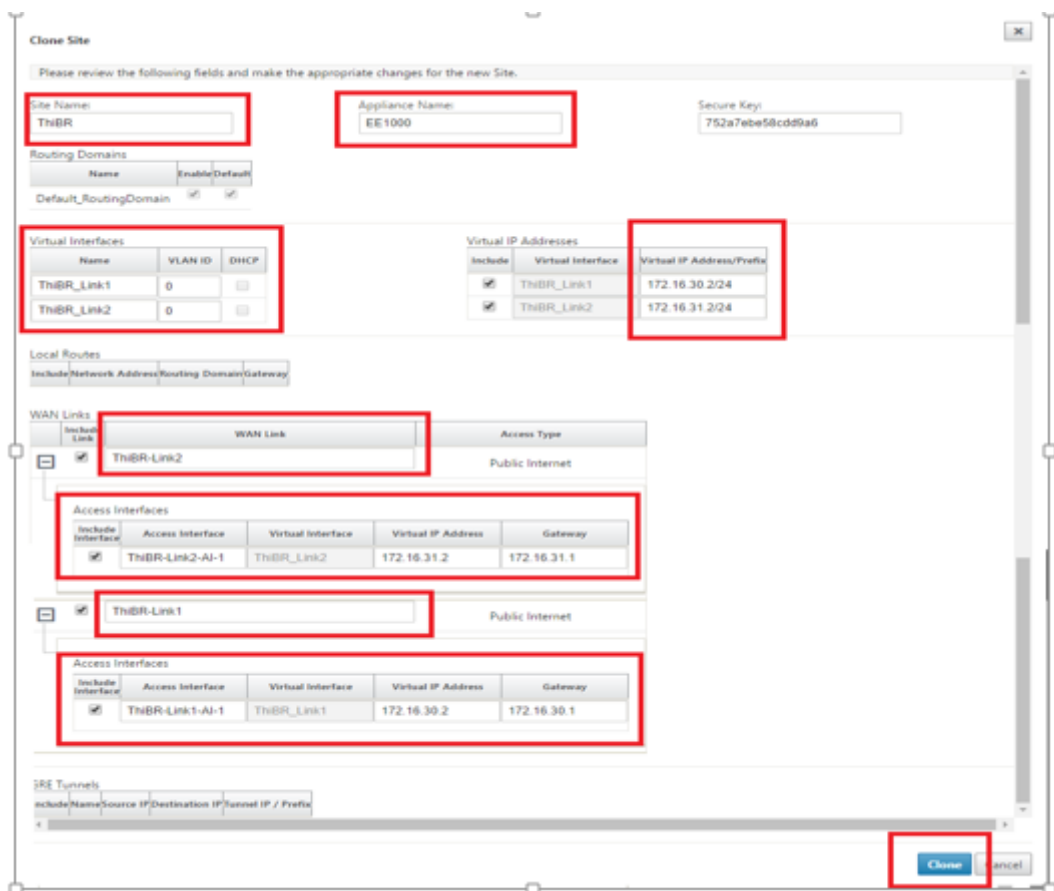 Clone Site
Please review the following fields and make the appropriate changes for the new Site.
Site Name: Appliance Name: Secure Key:
ThiBR EE1000 752a7ebe58cdd9a6
Routing Domains
Name Enable Default
Default_RoutingDomain
Virtual Interfaces Virtual IP Addresses
Name VLAN ID DHCP Include Virtual Interface Virtual IP Address/Prefix
ThiBR_Link1 0 ThiBR_Link1 172.16.30.2/24
ThiBR_Link2 0 ThiBR_Link2 172.16.31.2/24
Local Routes
Include Network Address Routing Domain Gateway
WAN Links
Include Link WAN Link Access Type
ThiBR-Link2 Public Internet
Access Interfaces
Include Interface Access Interface Virtual Interface Virtual IP Address Gateway
ThiBR-Link2-AI-1 ThiBR_Link2 172.16.31.2 172.16.31.1
ThiBR-Link1 Public Internet
Access Interfaces
Include Interface Access Interface Virtual Interface Virtual IP Address Gateway
ThiBR-Link1-AI-1 ThiBR_Link1 172.16.30.2 172.16.30.1
GRE Tunnels
nclude Name Source IP Destination IP Tunnel IP / Prefix
Clone Cancel